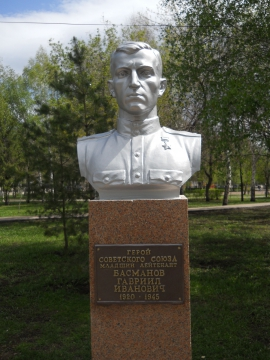 ГЕРОЙ
СОВЕТСКОГО СОЮЗА
МЛАДШИЙ ЛЕЙТЕНАНТ
БАСМАНОВ
ГАВРИИЛ
ИВАНОВИЧ
1920 - 1945